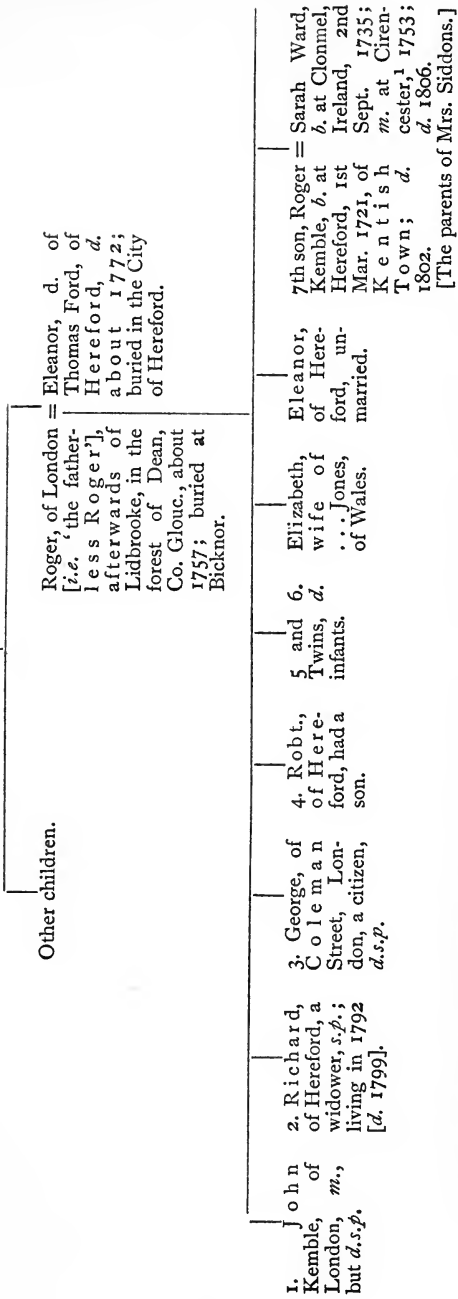 Other children.
Roger, of London = Eleanor, d. of
[i.e. ‘the father-
less Roger’],
afterwards of
Lidbrooke, in the
forest of Dean,
Co. Glouc., about
1757; buried at
Bicknor.
Thomas Ford, of
Hereford, d.
about 1772;
buried in the City
of Hereford.
1. John
Kemble, of
London, m.,
but d.s.p.
2. Richard,
of Hereford, a
widower, s.p.;
living in 1792
[d. 1799].
3. George, of
Coleman
Street, Lon-
don, a citizen,
d.s.p.
4. Robt.,
of Here-
ford, had a
son.
5 and 6.
Twins, d.
infants.
Elizabeth,
wife of
... Jones,
of Wales.
Eleanor,
of Here-
ford, un-
married.
7th son, Roger = Sarah Ward,
Kemble, b. at
Hereford, 1st
Mar. 1721, of
Kentish
Town; d.
1802.
b. at Clonmel,
Ireland, 2nd
Sept. 1735;
m. at Ciren-
cester,¹ 1753;
d. 1806.
[The parents of Mrs. Siddons.]